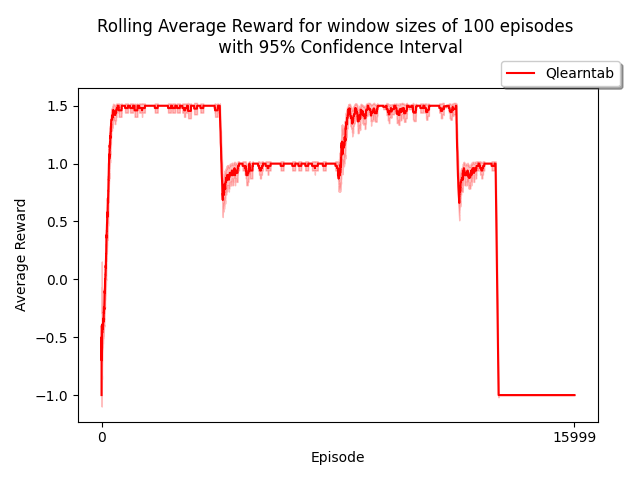 Rolling Average Reward for window sizes of 100 episodes
with 95% Confidence Interval
Qlearntab
1.5
1.0
0.5
0.0
−0.5
−1.0
Average Reward
0
15999
Episode